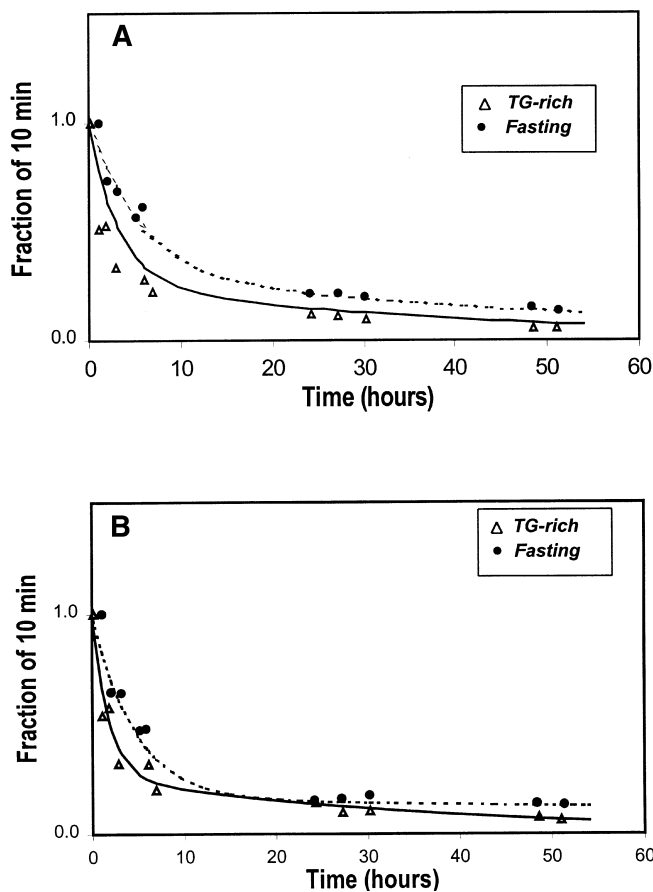 A
TG-rich
Fasting
Fraction of 10 min
1.0
0.0
0 10 20 30 40 50 60
Time (hours)
B
TG-rich
Fasting
Fraction of 10 min
1.0
0.0
0 10 20 30 40 50 60
Time (hours)